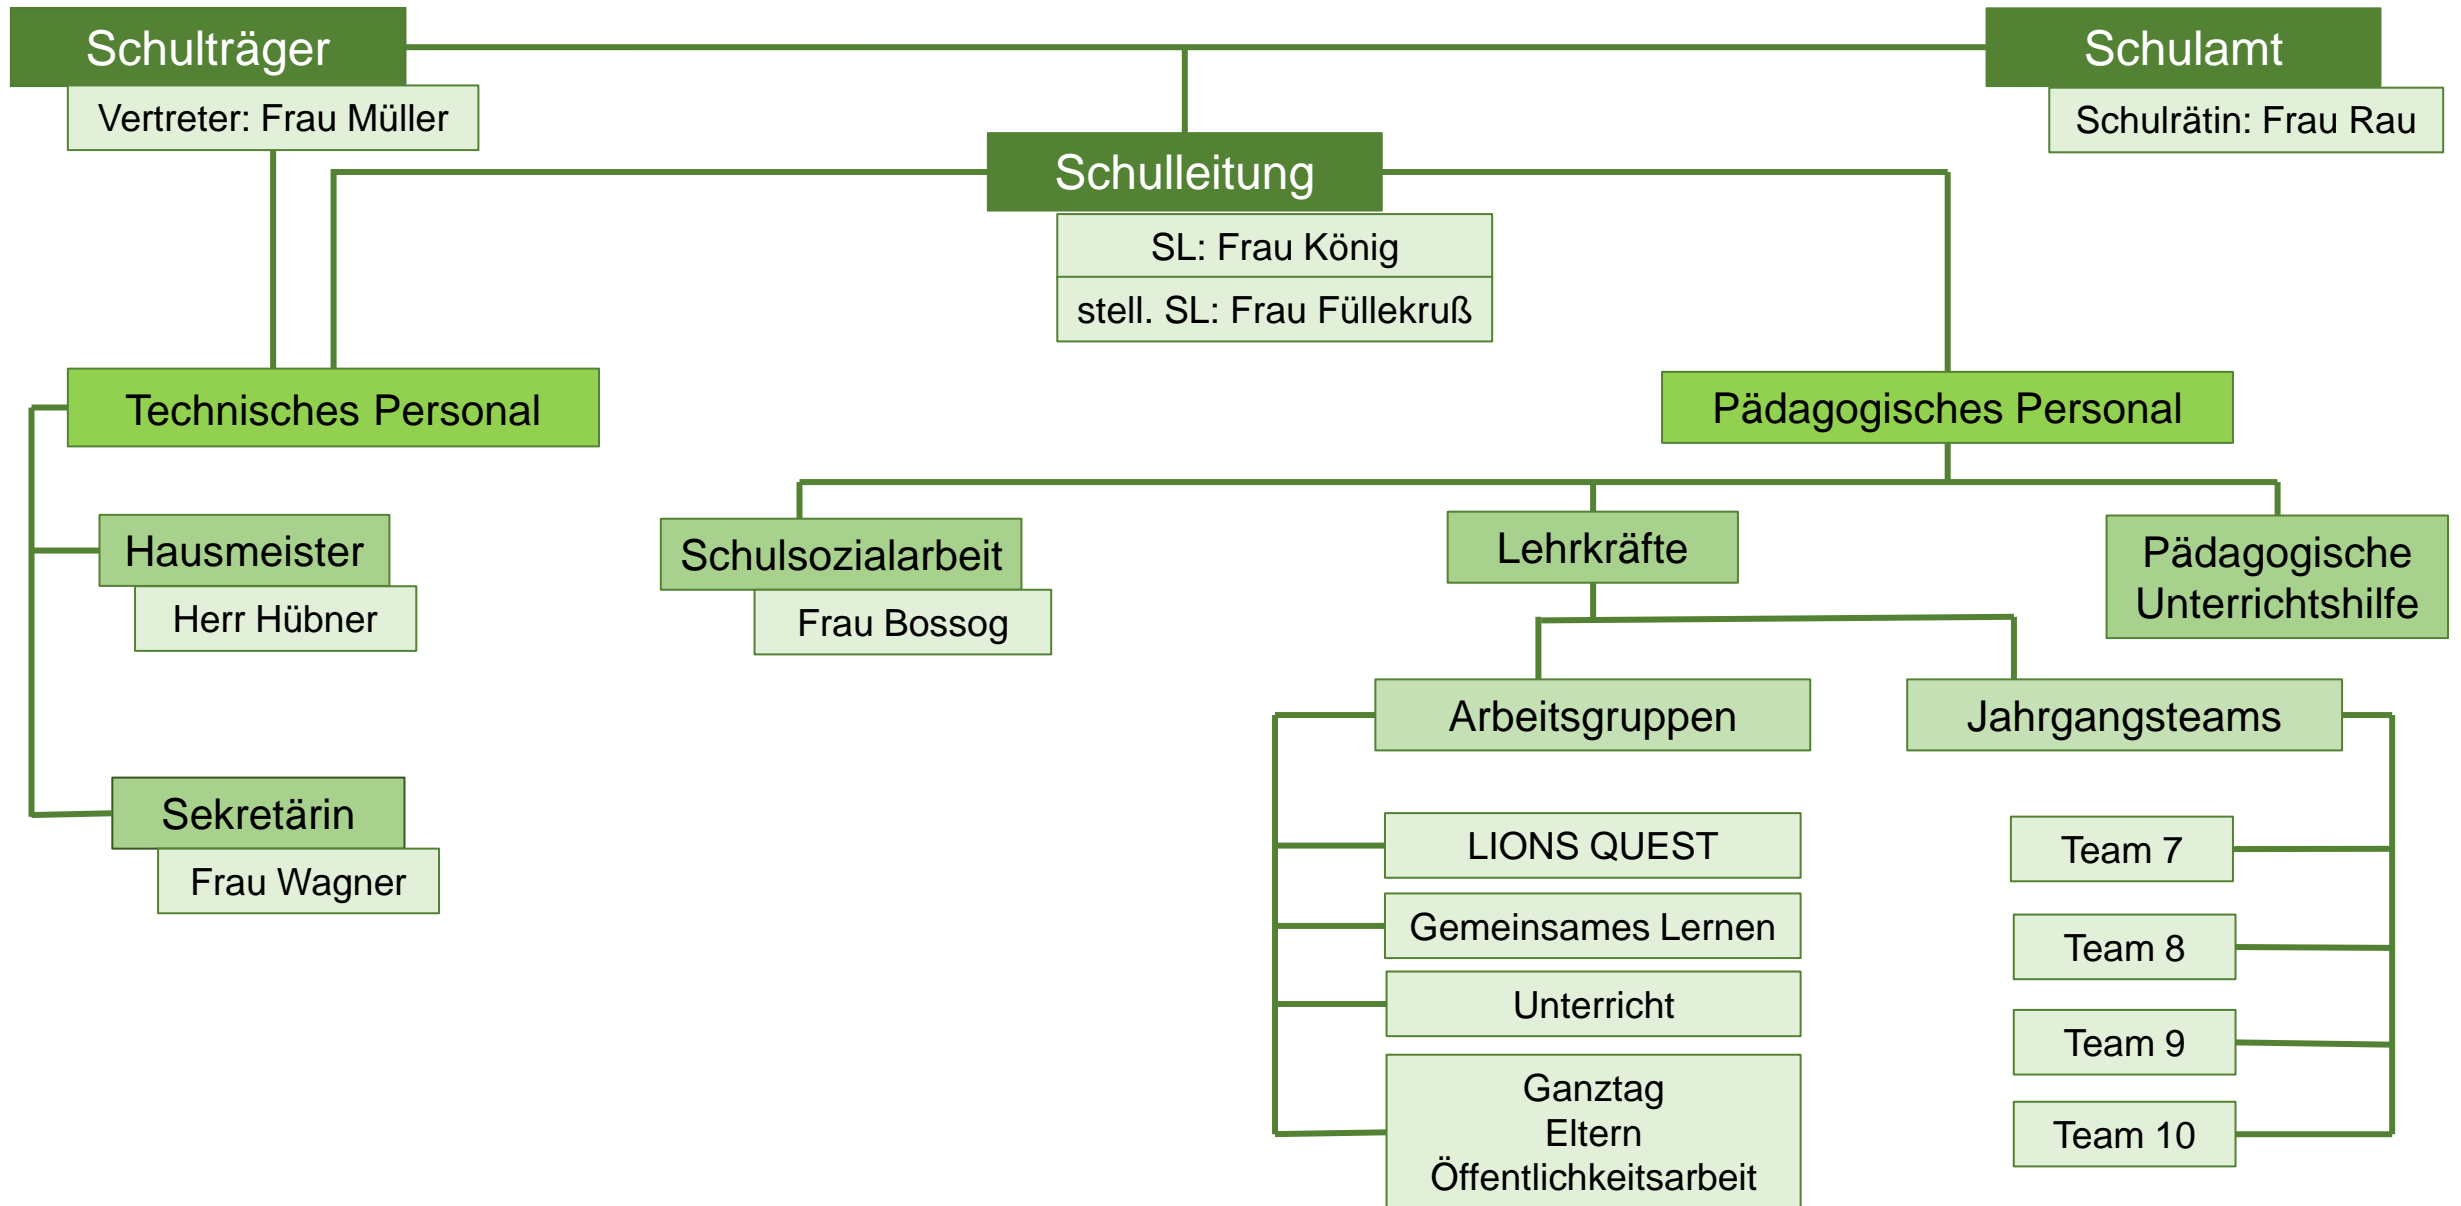 Schulträger
Vertreter: Frau Müller
Schulamt
Schulrätin: Frau Rau
Schulleitung
SL: Frau König
stell. SL: Frau Füllekruß
Technisches Personal
Hausmeister
Herr Hübner
Sekretärin
Frau Wagner
Pädagogisches Personal
Schulsozialarbeit
Frau Bossog
Lehrkräfte
Pädagogische
Unterrichtshilfe
Arbeitsgruppen
LIONS QUEST
Gemeinsames Lernen
Unterricht
Ganztag
Eltern
Öffentlichkeitsarbeit
Jahrgangsteams
Team 7
Team 8
Team 9
Team 10